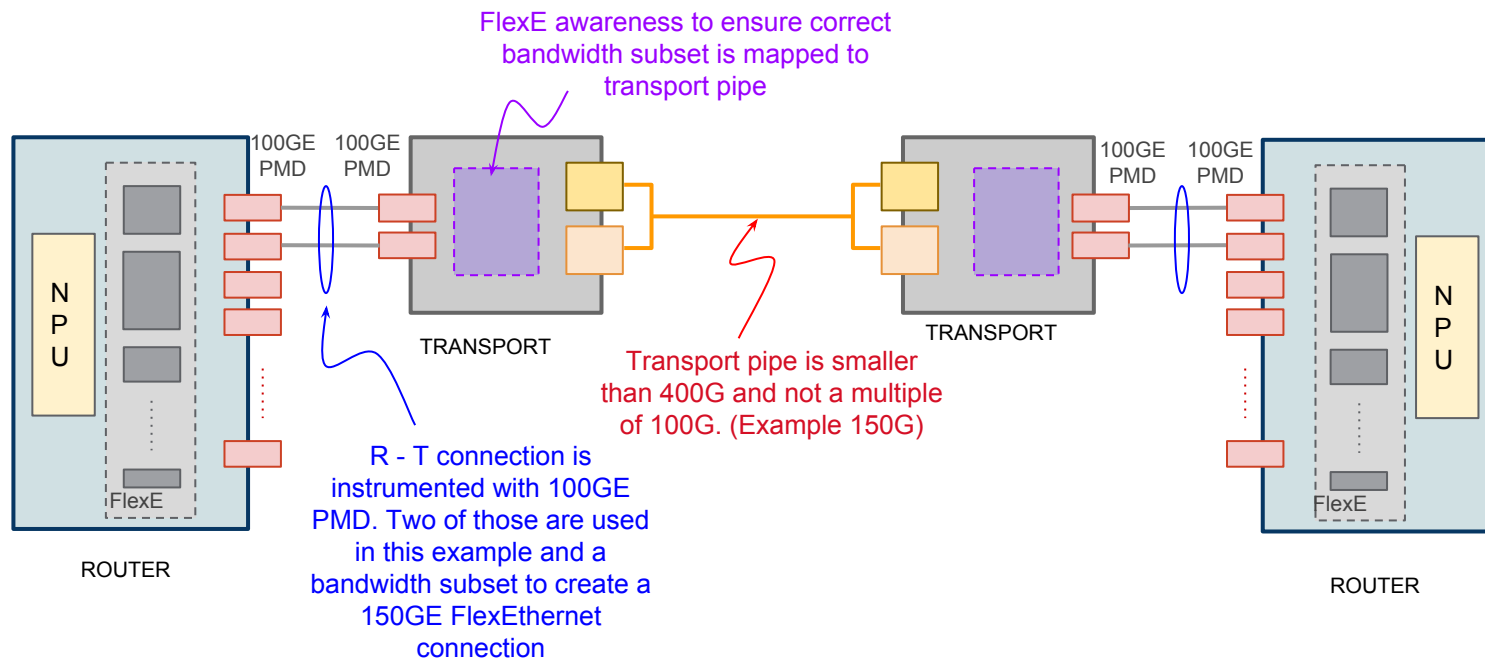 FlexE awareness to ensure correct
bandwidth subset is mapped to
transport pipe
100GE
PMD
100GE
PMD
100GE
PMD
100GE
PMD
N
P
U
FlexE
ROUTER
TRANSPORT
TRANSPORT
N
P
U
FlexE
ROUTER
Transport pipe is smaller
than 400G and not a multiple
of 100G. (Example 150G)
R - T connection is
instrumented with 100GE
PMD. Two of those are used
in this example and a
bandwidth subset to create a
150GE FlexEthernet
connection